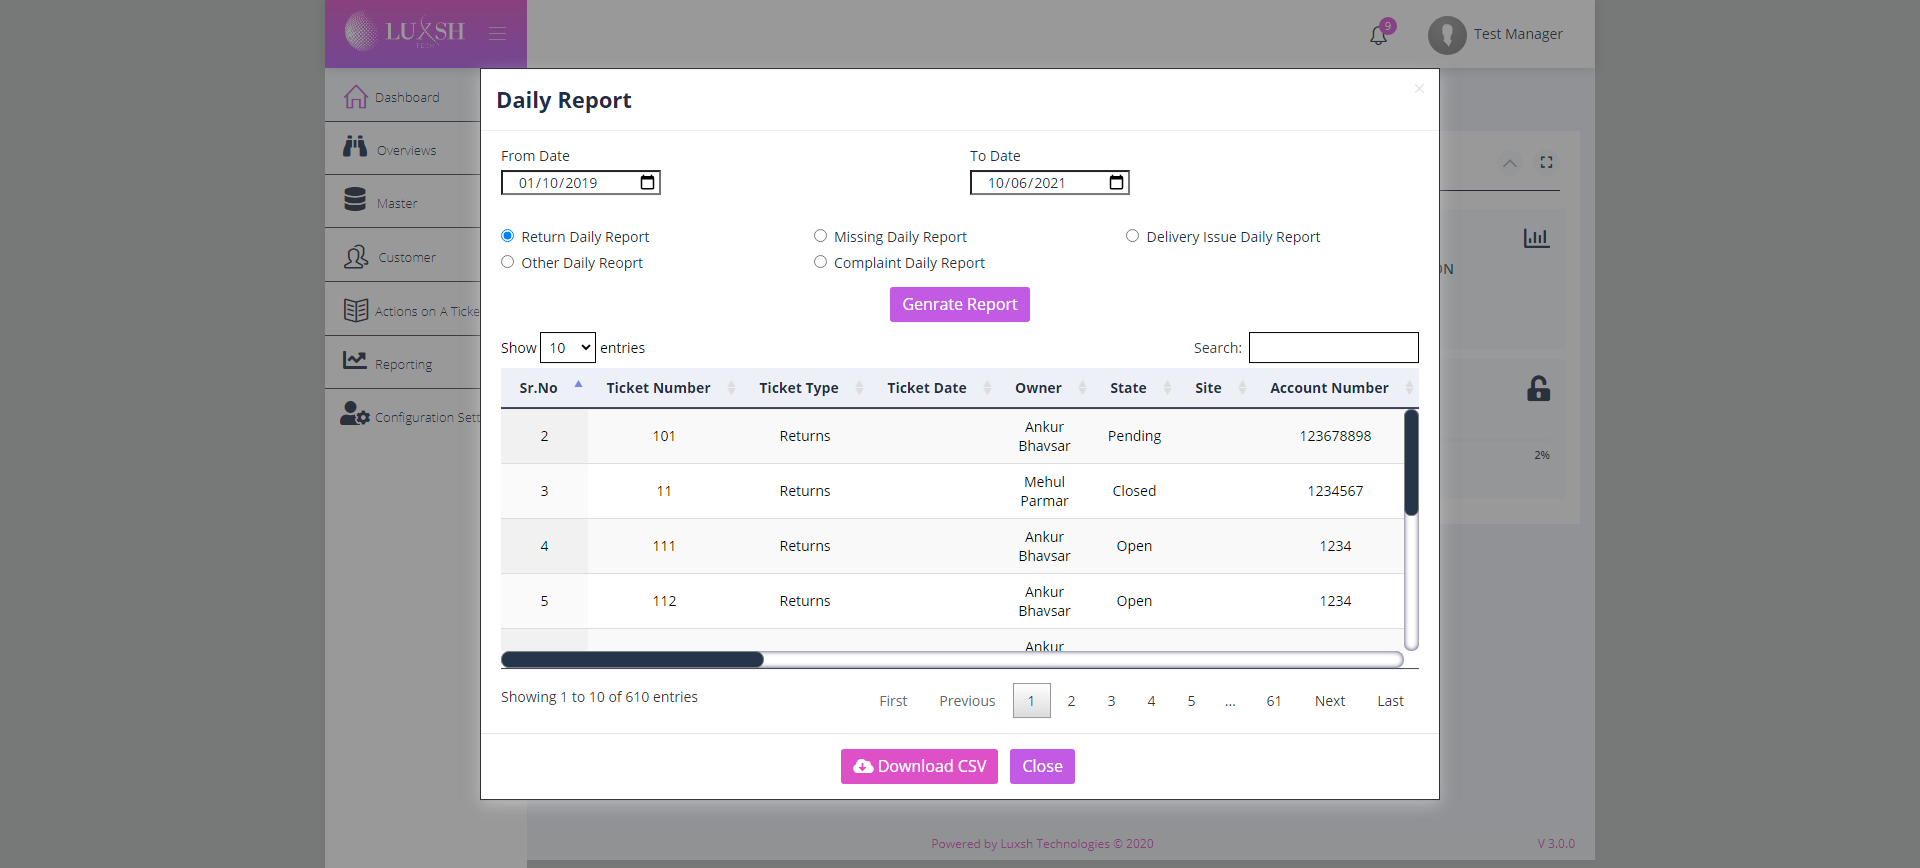 LUXSH
TECH
9
Test Manager
Dashboard
Overviews
Master
Customer
Actions on A Ticke
Reporting
Configuration Sett
Daily Report
×
From Date
To Date
01/10/2019
10/06/2021
Return Daily Report
Missing Daily Report
Delivery Issue Daily Report
Other Daily Reoprt
Complaint Daily Report
Genrate Report
Show 10 entries
Search:
Sr.No Ticket Number Ticket Type Ticket Date Owner State Site Account Number
2 101 Returns Ankur Bhavsar Pending 123678898
3 11 Returns Mehul Parmar Closed 1234567
4 111 Returns Ankur Bhavsar Open 1234
5 112 Returns Ankur Bhavsar Open 1234
Ankur
Showing 1 to 10 of 610 entries
First Previous 1 2 3 4 5 ... 61 Next Last
Download CSV
Close
ON
2%
Powered by Luxsh Technologies © 2020
V 3.0.0